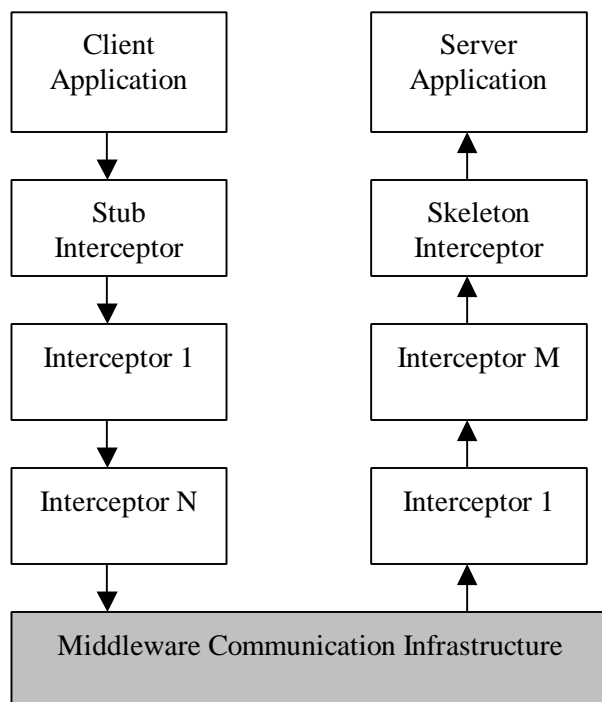 Client
Application
Stub
Interceptor
Interceptor 1
Interceptor N
Server
Application
Skeleton
Interceptor
Interceptor M
Interceptor 1
Middleware Communication Infrastructure